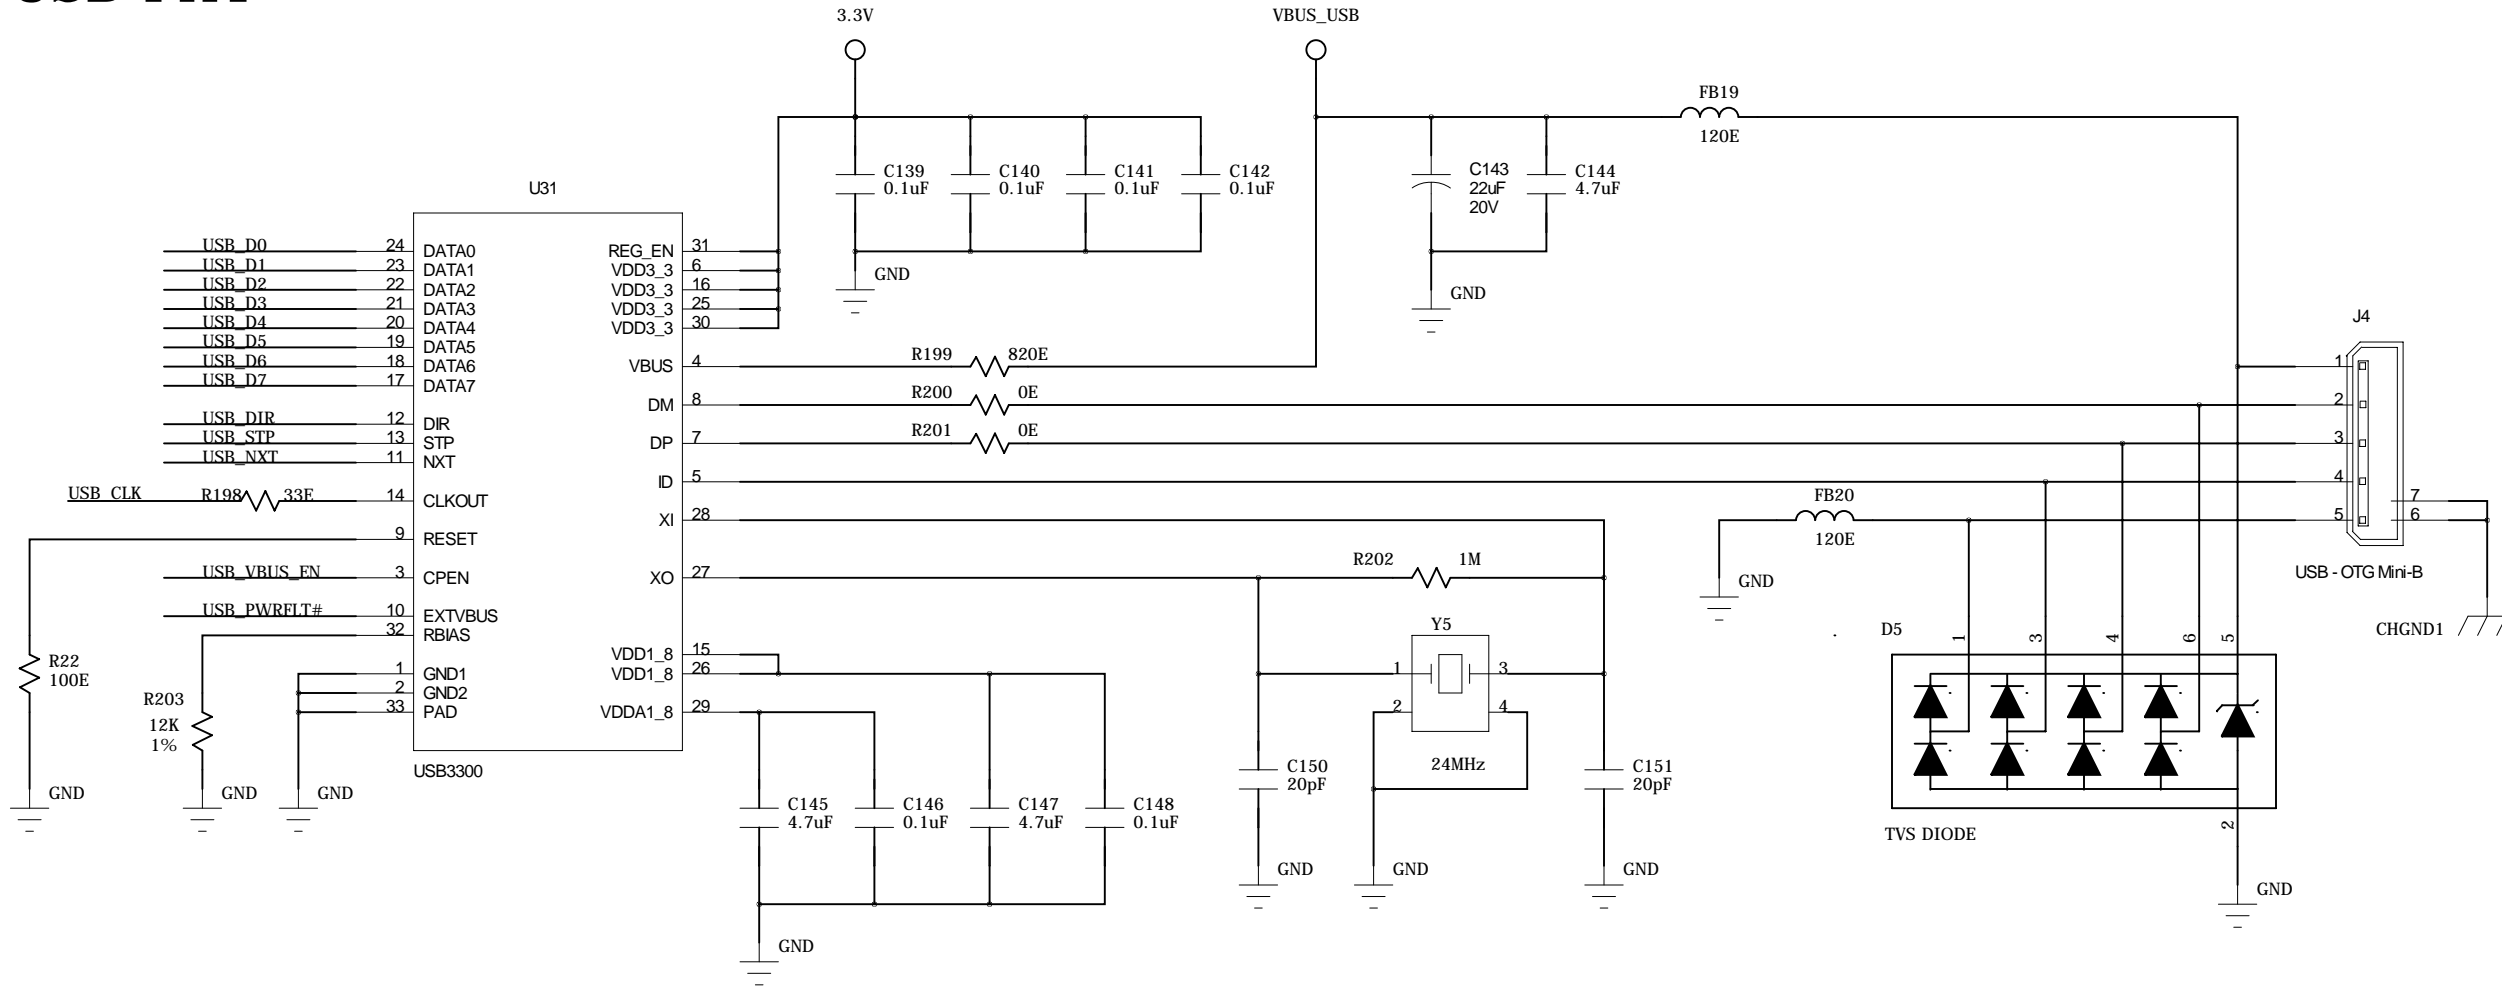 3.3V
VBUS_USB
FB19
120E
C139
0.1uF
C140
0.1uF
C141
0.1uF
C142
0.1uF
C143
22uF
20V
C144
4.7uF
GND
GND
U31
USB_D0 24 DATA0
USB_D1 23 DATA1
USB_D2 22 DATA2
USB_D3 21 DATA3
USB_D4 20 DATA4
USB_D5 19 DATA5
USB_D6 18 DATA6
USB_D7 17 DATA7
USB_DIR 12 DIR
USB_STP 13 STP
USB_NXT 11 NXT
USB_CLK R198 33E 14 CLKOUT
9 RESET
USB_VBUS_EN 3 CPEN
USB_PWRFLT# 10 EXTVBUS
32 RBIAS
1 GND1
2 GND2
33 PAD
REG_EN 31
VDD3_3 6
VDD3_3 16
VDD3_3 25
VDD3_3 30
VBUS 4 R199 820E
DM 8 R200 0E
DP 7 R201 0E
ID 5
XI 28
XO 27
VDD1_8 15
VDD1_8 26
VDDA1_8 29
USB3300
R22
100E
R203
12K
1%
GND
GND
GND
C145
4.7uF
C146
0.1uF
C147
4.7uF
C148
0.1uF
GND
R202 1M
Y5
1 3
2 4
24MHz
C150
20pF
C151
20pF
GND
GND
GND
J4
1
2
3
4
5
7
6
USB - OTG Mini-B
CHGND1
FB20
120E
GND
D5
1 3 4 6 5
2
TVS DIODE
GND